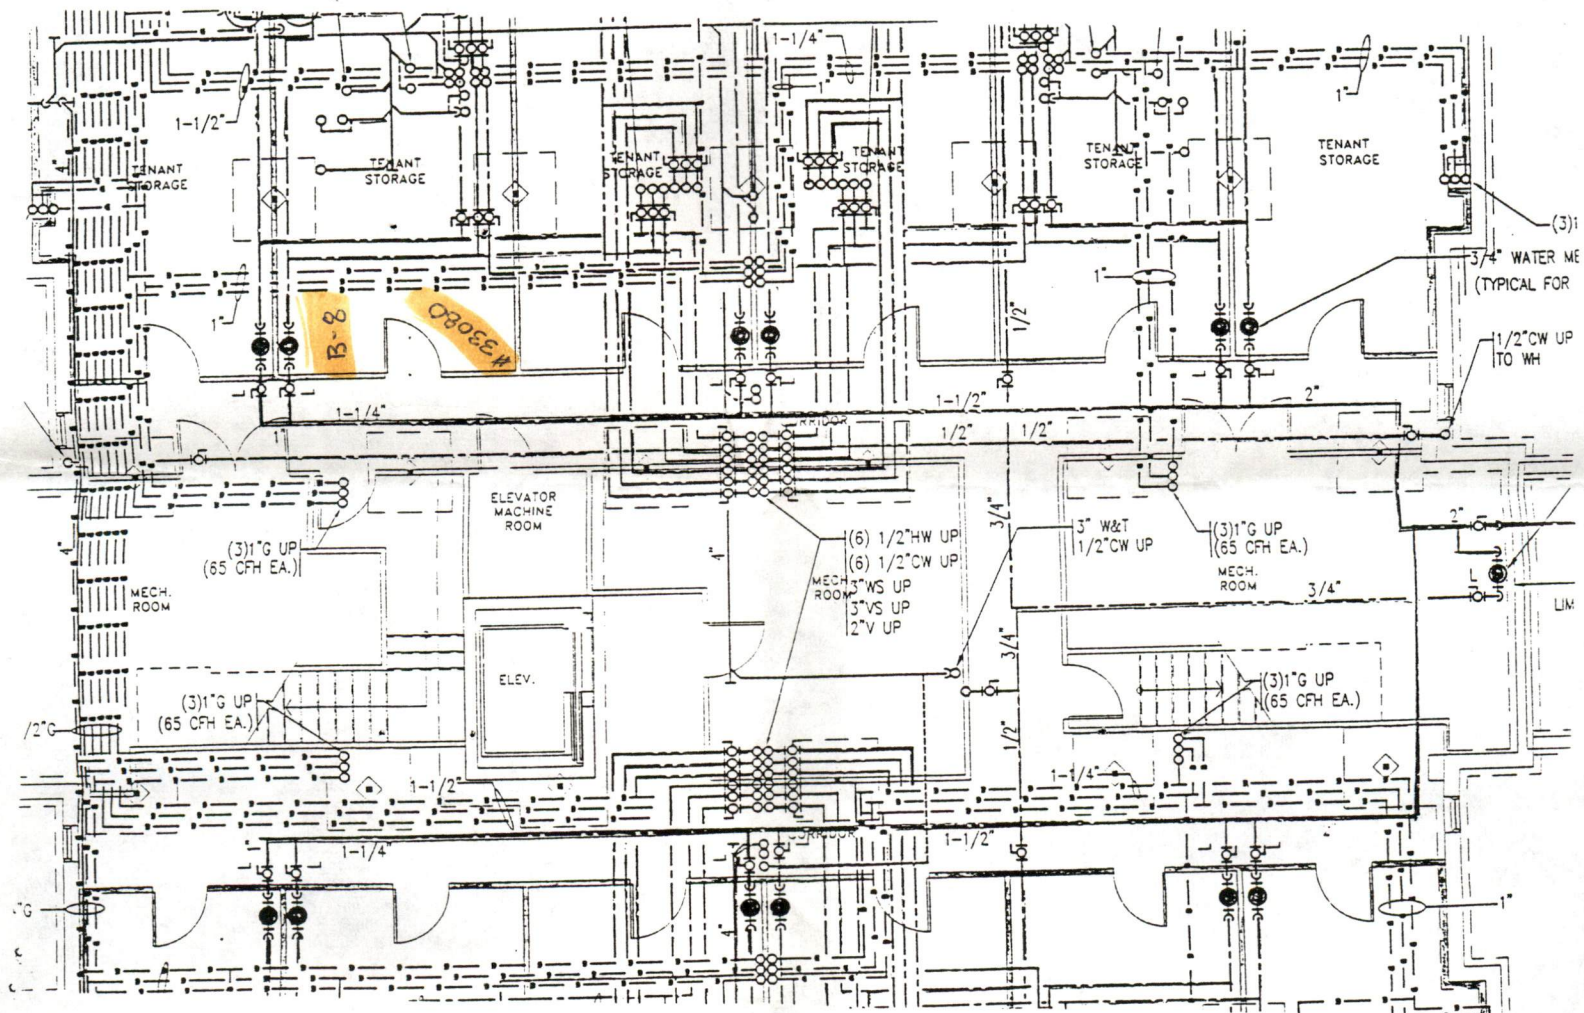 1-1/4"
1"
1-1/2"
1"
4"
TENANT
STORAGE
TENANT
STORAGE
TENANT
STORAGE
TENANT
STORAGE
TENANT
STORAGE
TENANT
STORAGE
3/4" WATER ME
(TYPICAL FOR
1"
1"
B-8
#33080
1/2"
1/2"CW UP
TO WH
1-1/4"
1"
1-1/2"
2"
RRIDOR
1/2"
1/2"
ELEVATOR
MACHINE
ROOM
4"
(3)1"G UP
(65 CFH EA.)
MECH.
ROOM
4"
(6) 1/2"HW UP
(6) 1/2"CW UP
3"WS UP
3"VS UP
2"V UP
MECH.
ROOM
3/4"
3" W&T
1/2"CW UP
(3)1"G UP
(65 CFH EA.)
MECH.
ROOM
2"
3/4"
LIM
3/4"
ELEV.
(3)1"G UP
(65 CFH EA.)
(3)1"G UP
(65 CFH EA.)
/2"G
1/2"
1-1/2"
1-1/4"
1-1/4"
CORRIDOR
1-1/2"
"G
4"
1"